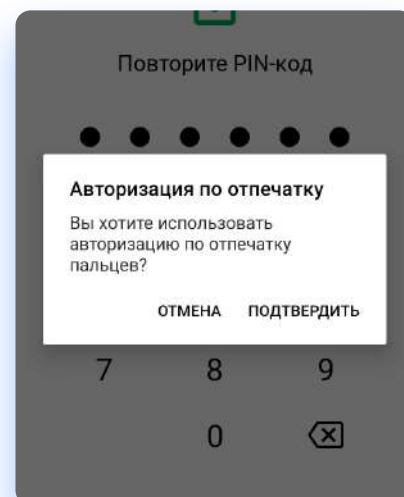 Повторите PIN-код
Авторизация по отпечатку
Вы хотите использовать
авторизацию по отпечатку
пальцев?
ОТМЕНА ПОДТВЕРДИТЬ
7 8 9
0